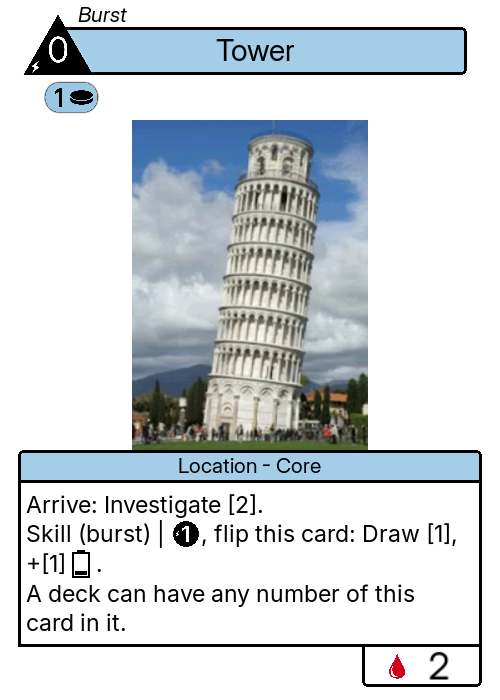 Burst
0 Tower
1
Location - Core
Arrive: Investigate [2].
Skill (burst) | 1, flip this card: Draw [1],
+[1] .
A deck can have any number of this
card in it.
2